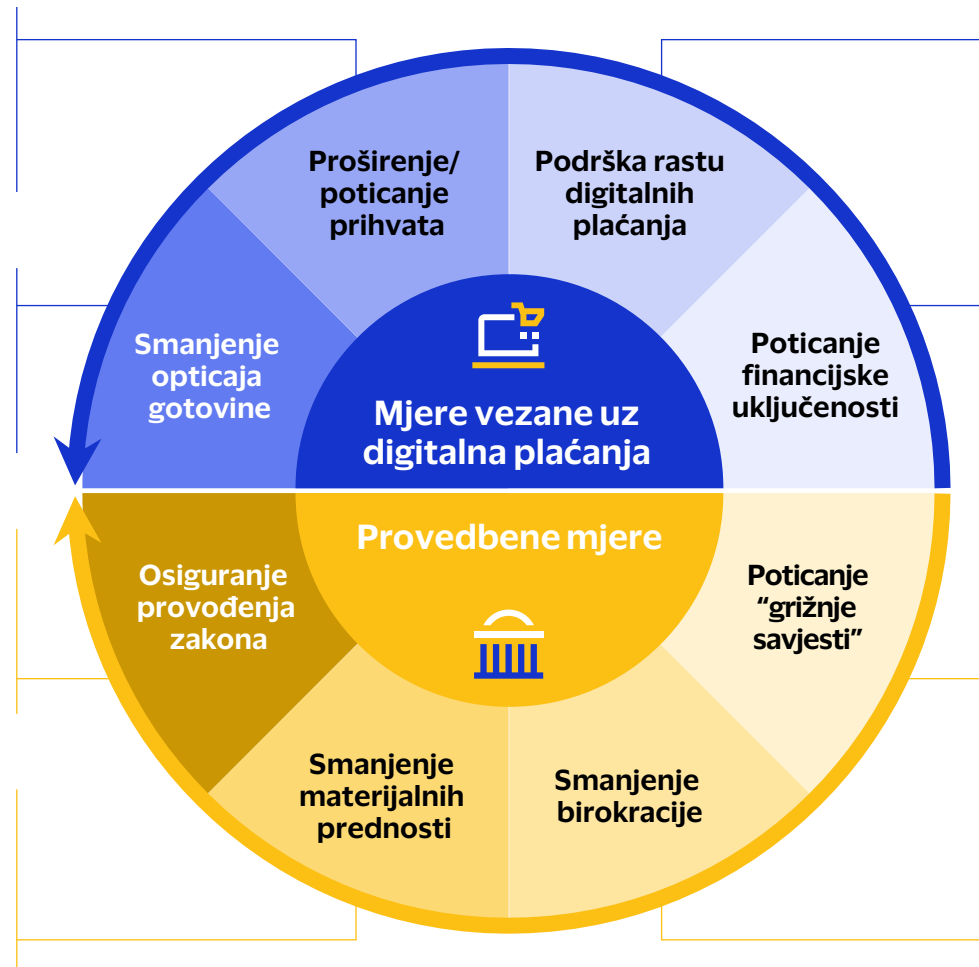 Proširenje/
poticanje
prihvata
Podrška rastu
digitalnih
plaćanja
Smanjenje
opticaja
gotovine
Poticanje
financijske
uključenosti
Mjere vezane uz
digitalna plaćanja
Provedbene mjere
Osiguranje
provođenja
zakona
Poticanje
“grižnje
savjesti”
Smanjenje
materijalnih
prednosti
Smanjenje
birokracije